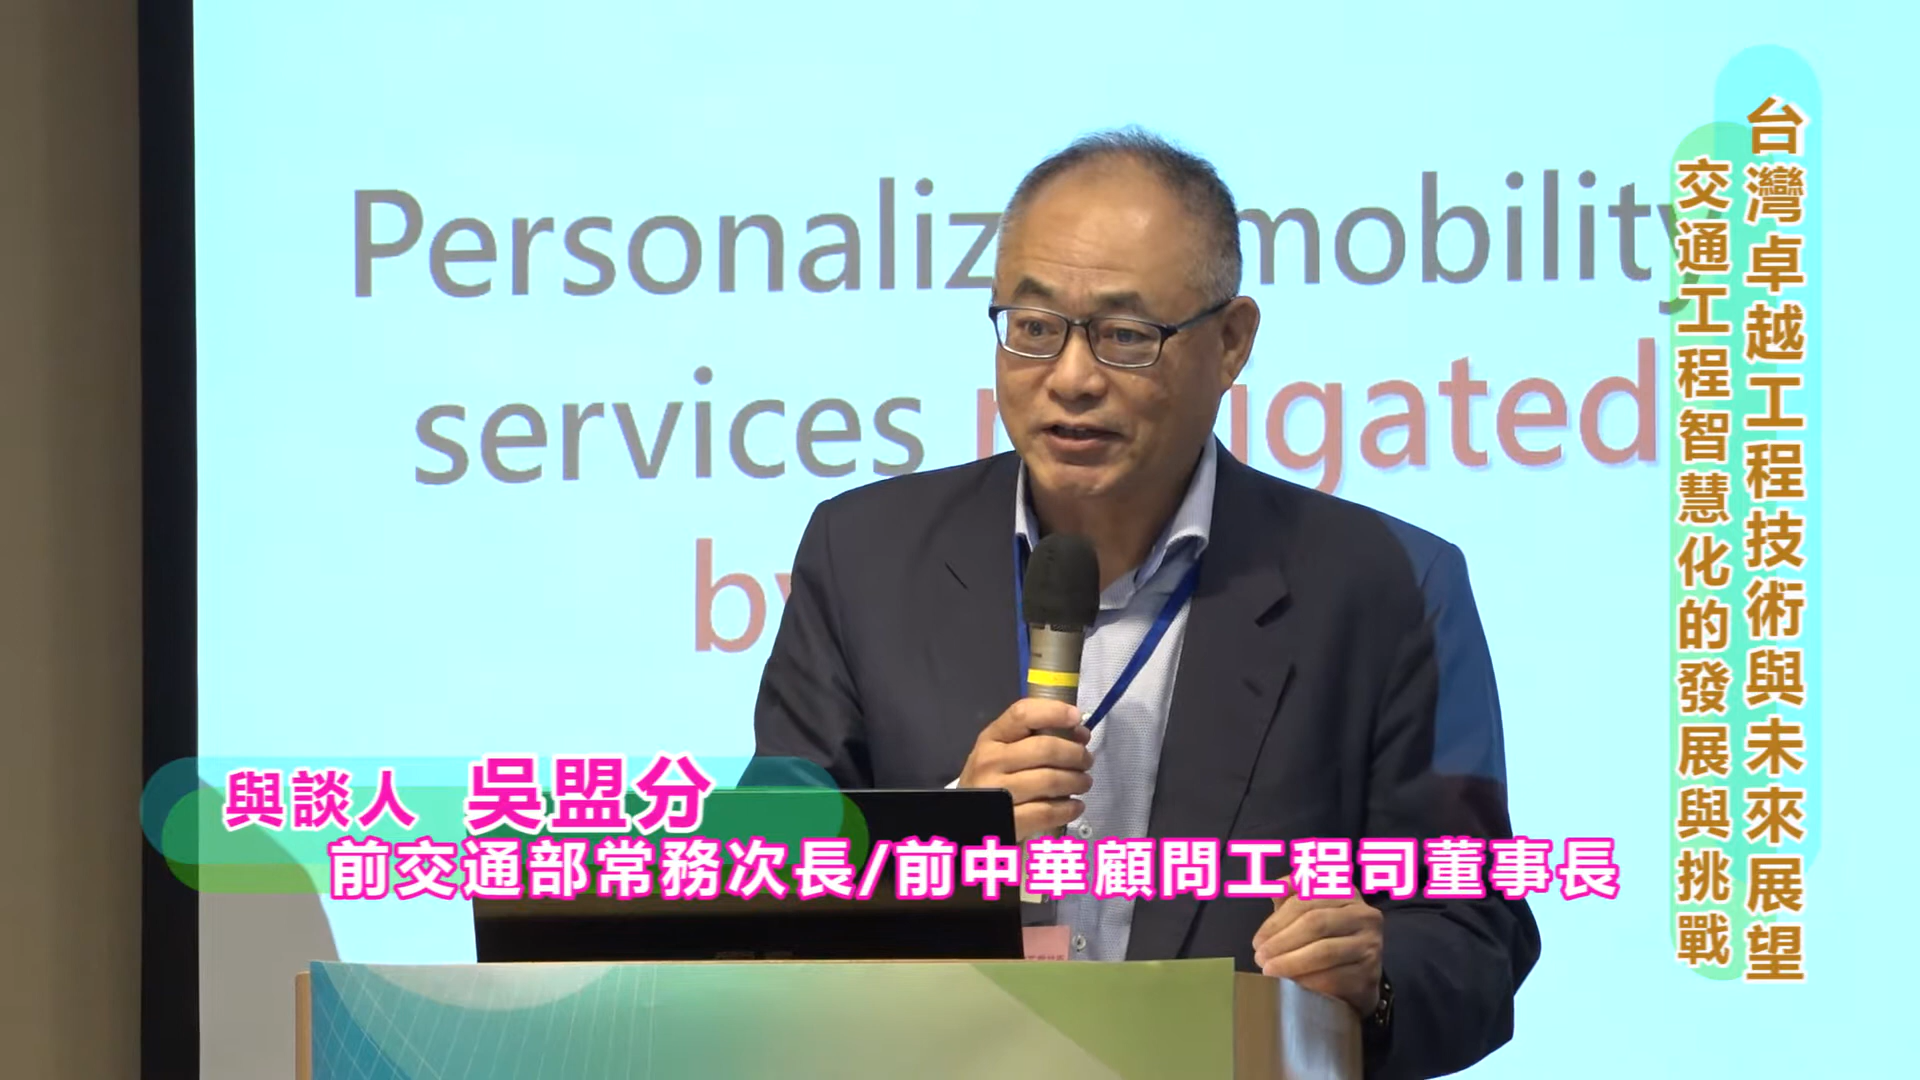 台灣卓越工程技術與未來展望
交通工程智慧化的發展與挑戰
Personaliz mobility
services gated
by
與談人 吳盟分
前交通部常務次長/前中華顧問工程司董事長